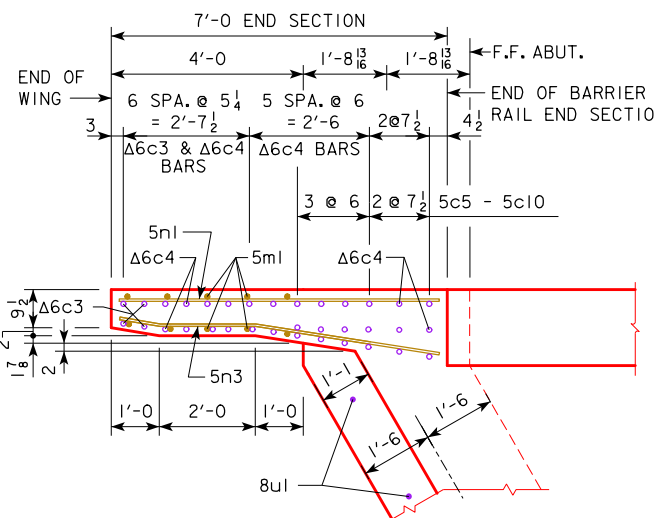 7'-0 END SECTION
4'-0 1'-8 13/16 1'-8 13/16 F.F. ABUT.
END OF
WING
END OF BARRIER
RAIL END SECTIO
6 SPA. @ 5 1/4
= 2'-7 1/2
5 SPA. @ 6
= 2'-6
2@7 1/2
4 1/2
3
Δ6c3 & Δ6c4
BARS
Δ6c4 BARS
3 @ 6 2 @ 7 1/2 5c5 - 5c10
5n1
Δ6c4 5m1 Δ6c4
9 1/2
Δ6c3
2
1 7/8
2
5n3
1'-1
1'-0 2'-0 1'-0
1'-6
1'-6
8u1